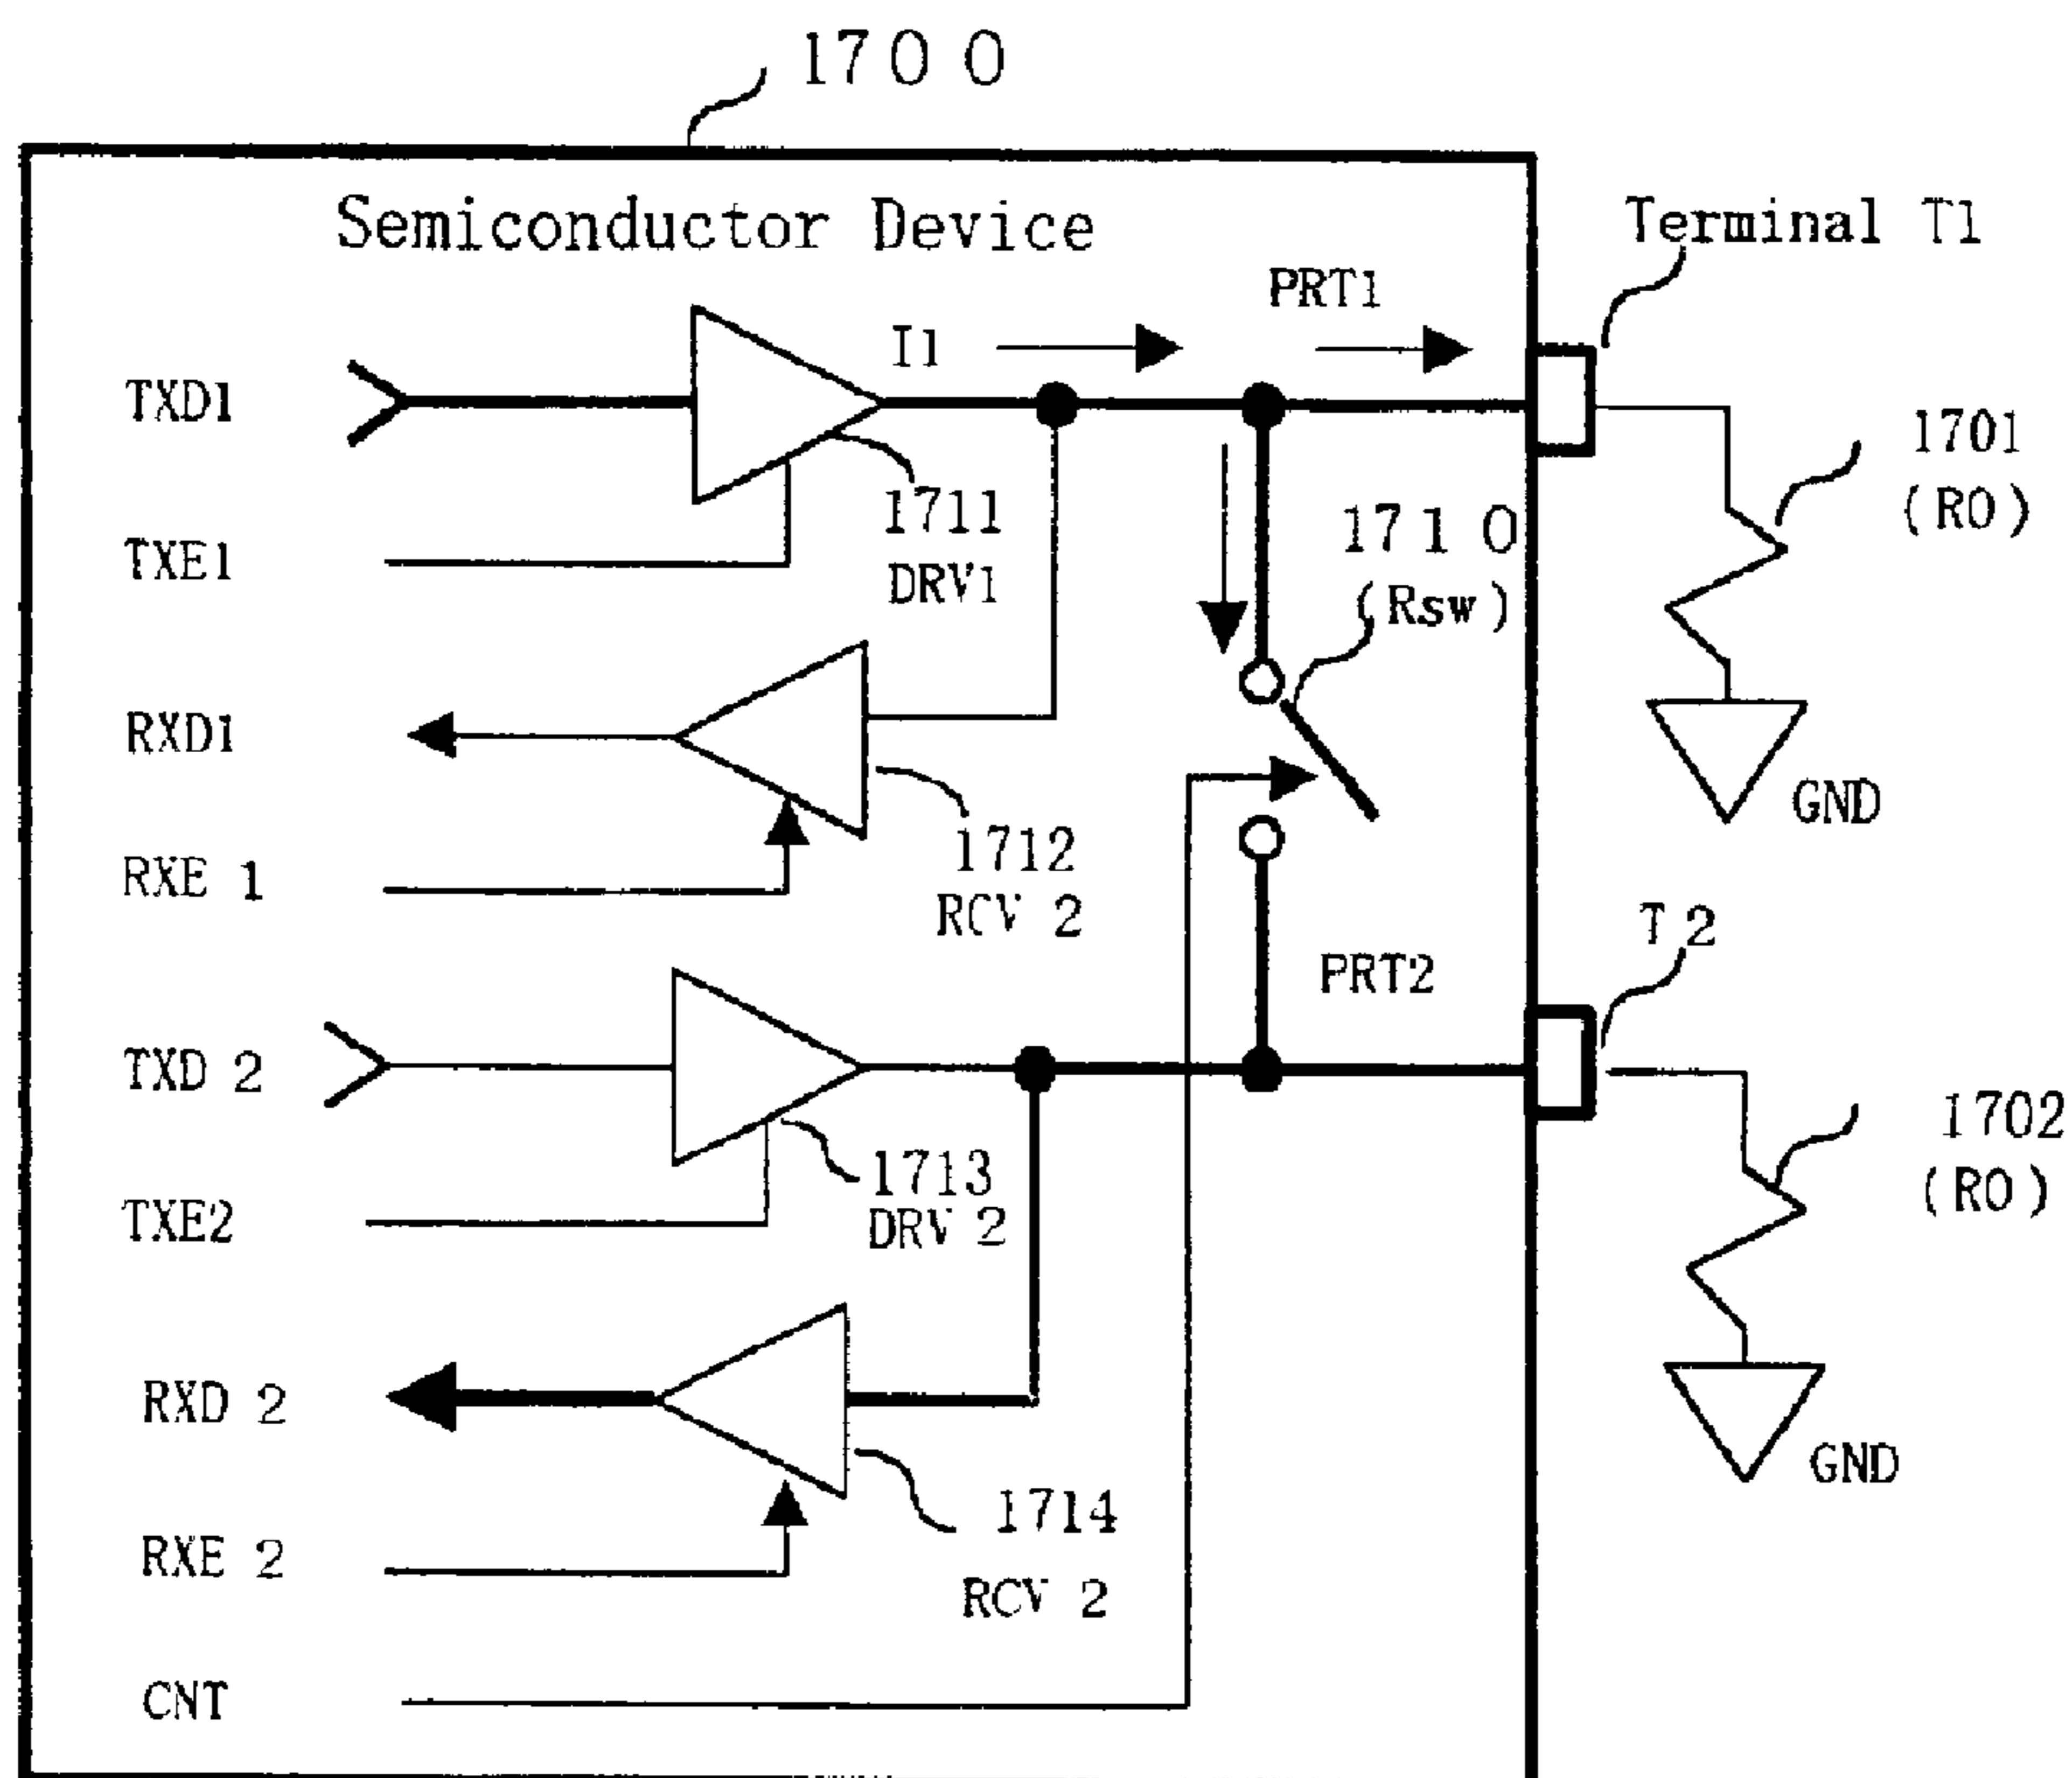 1700
Semiconductor Device
Terminal T1
PRT1
I1
TXD1
1701
(R0)
1711
DRV1
1710
(Rsw)
TXE1
RXD1
GND
1712
RCV 2
RXE 1
T2
PRT2
TXD 2
1702
(R0)
1713
DRV 2
TXE2
RXD 2
GND
1714
RCV 2
RXE 2
CNT